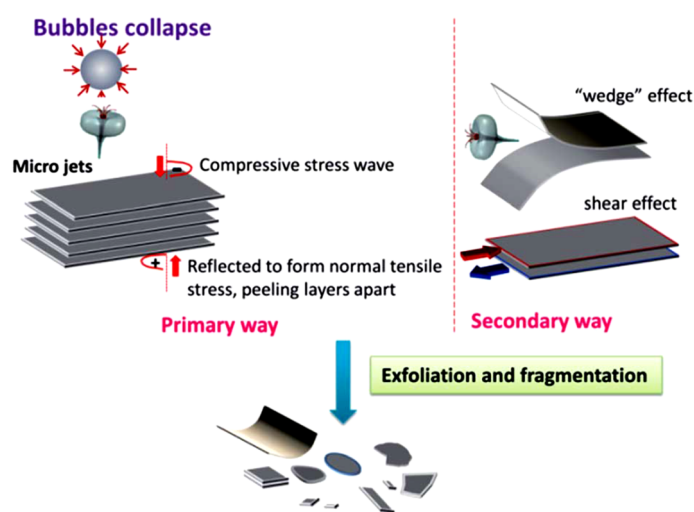 Bubbles collapse
Micro jets
Compressive stress wave
+
Reflected to form normal tensile
stress, peeling layers apart
Primary way
“wedge” effect
shear effect
Secondary way
Exfoliation and fragmentation